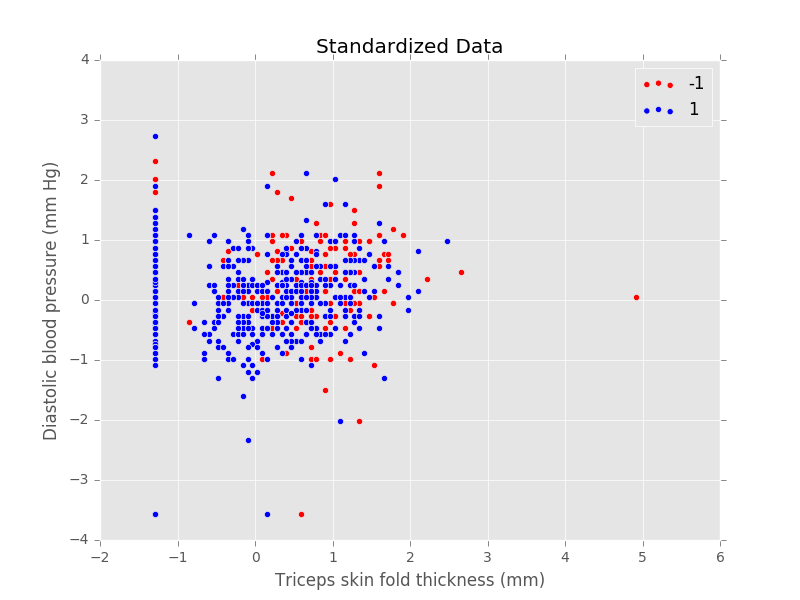 Standardized Data
-1
1
4
3
2
1
0
−1
−2
−3
−4
Diastolic blood pressure (mm Hg)
−2 −1 0 1 2 3 4 5 6
Triceps skin fold thickness (mm)